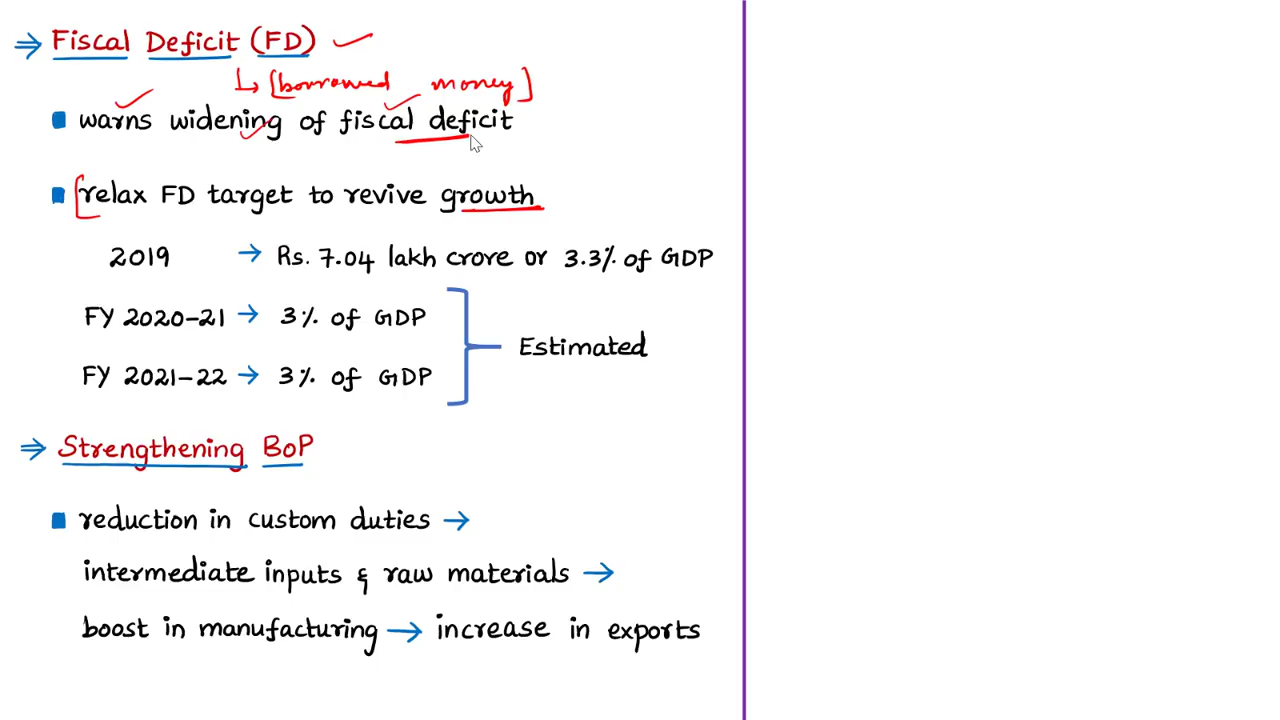 ⇒ Fiscal Deficit (FD) ✓
↳ [borrowed money]
■ warns widening of fiscal deficit
■ [relax FD target to revive growth
2019 → Rs. 7.04 lakh crore or 3.3% of GDP
FY 2020-21 → 3% of GDP
Estimated
FY 2021-22 → 3% of GDP
⇒ Strengthening BoP
■ reduction in custom duties →
intermediate inputs & raw materials →
boost in manufacturing → increase in exports